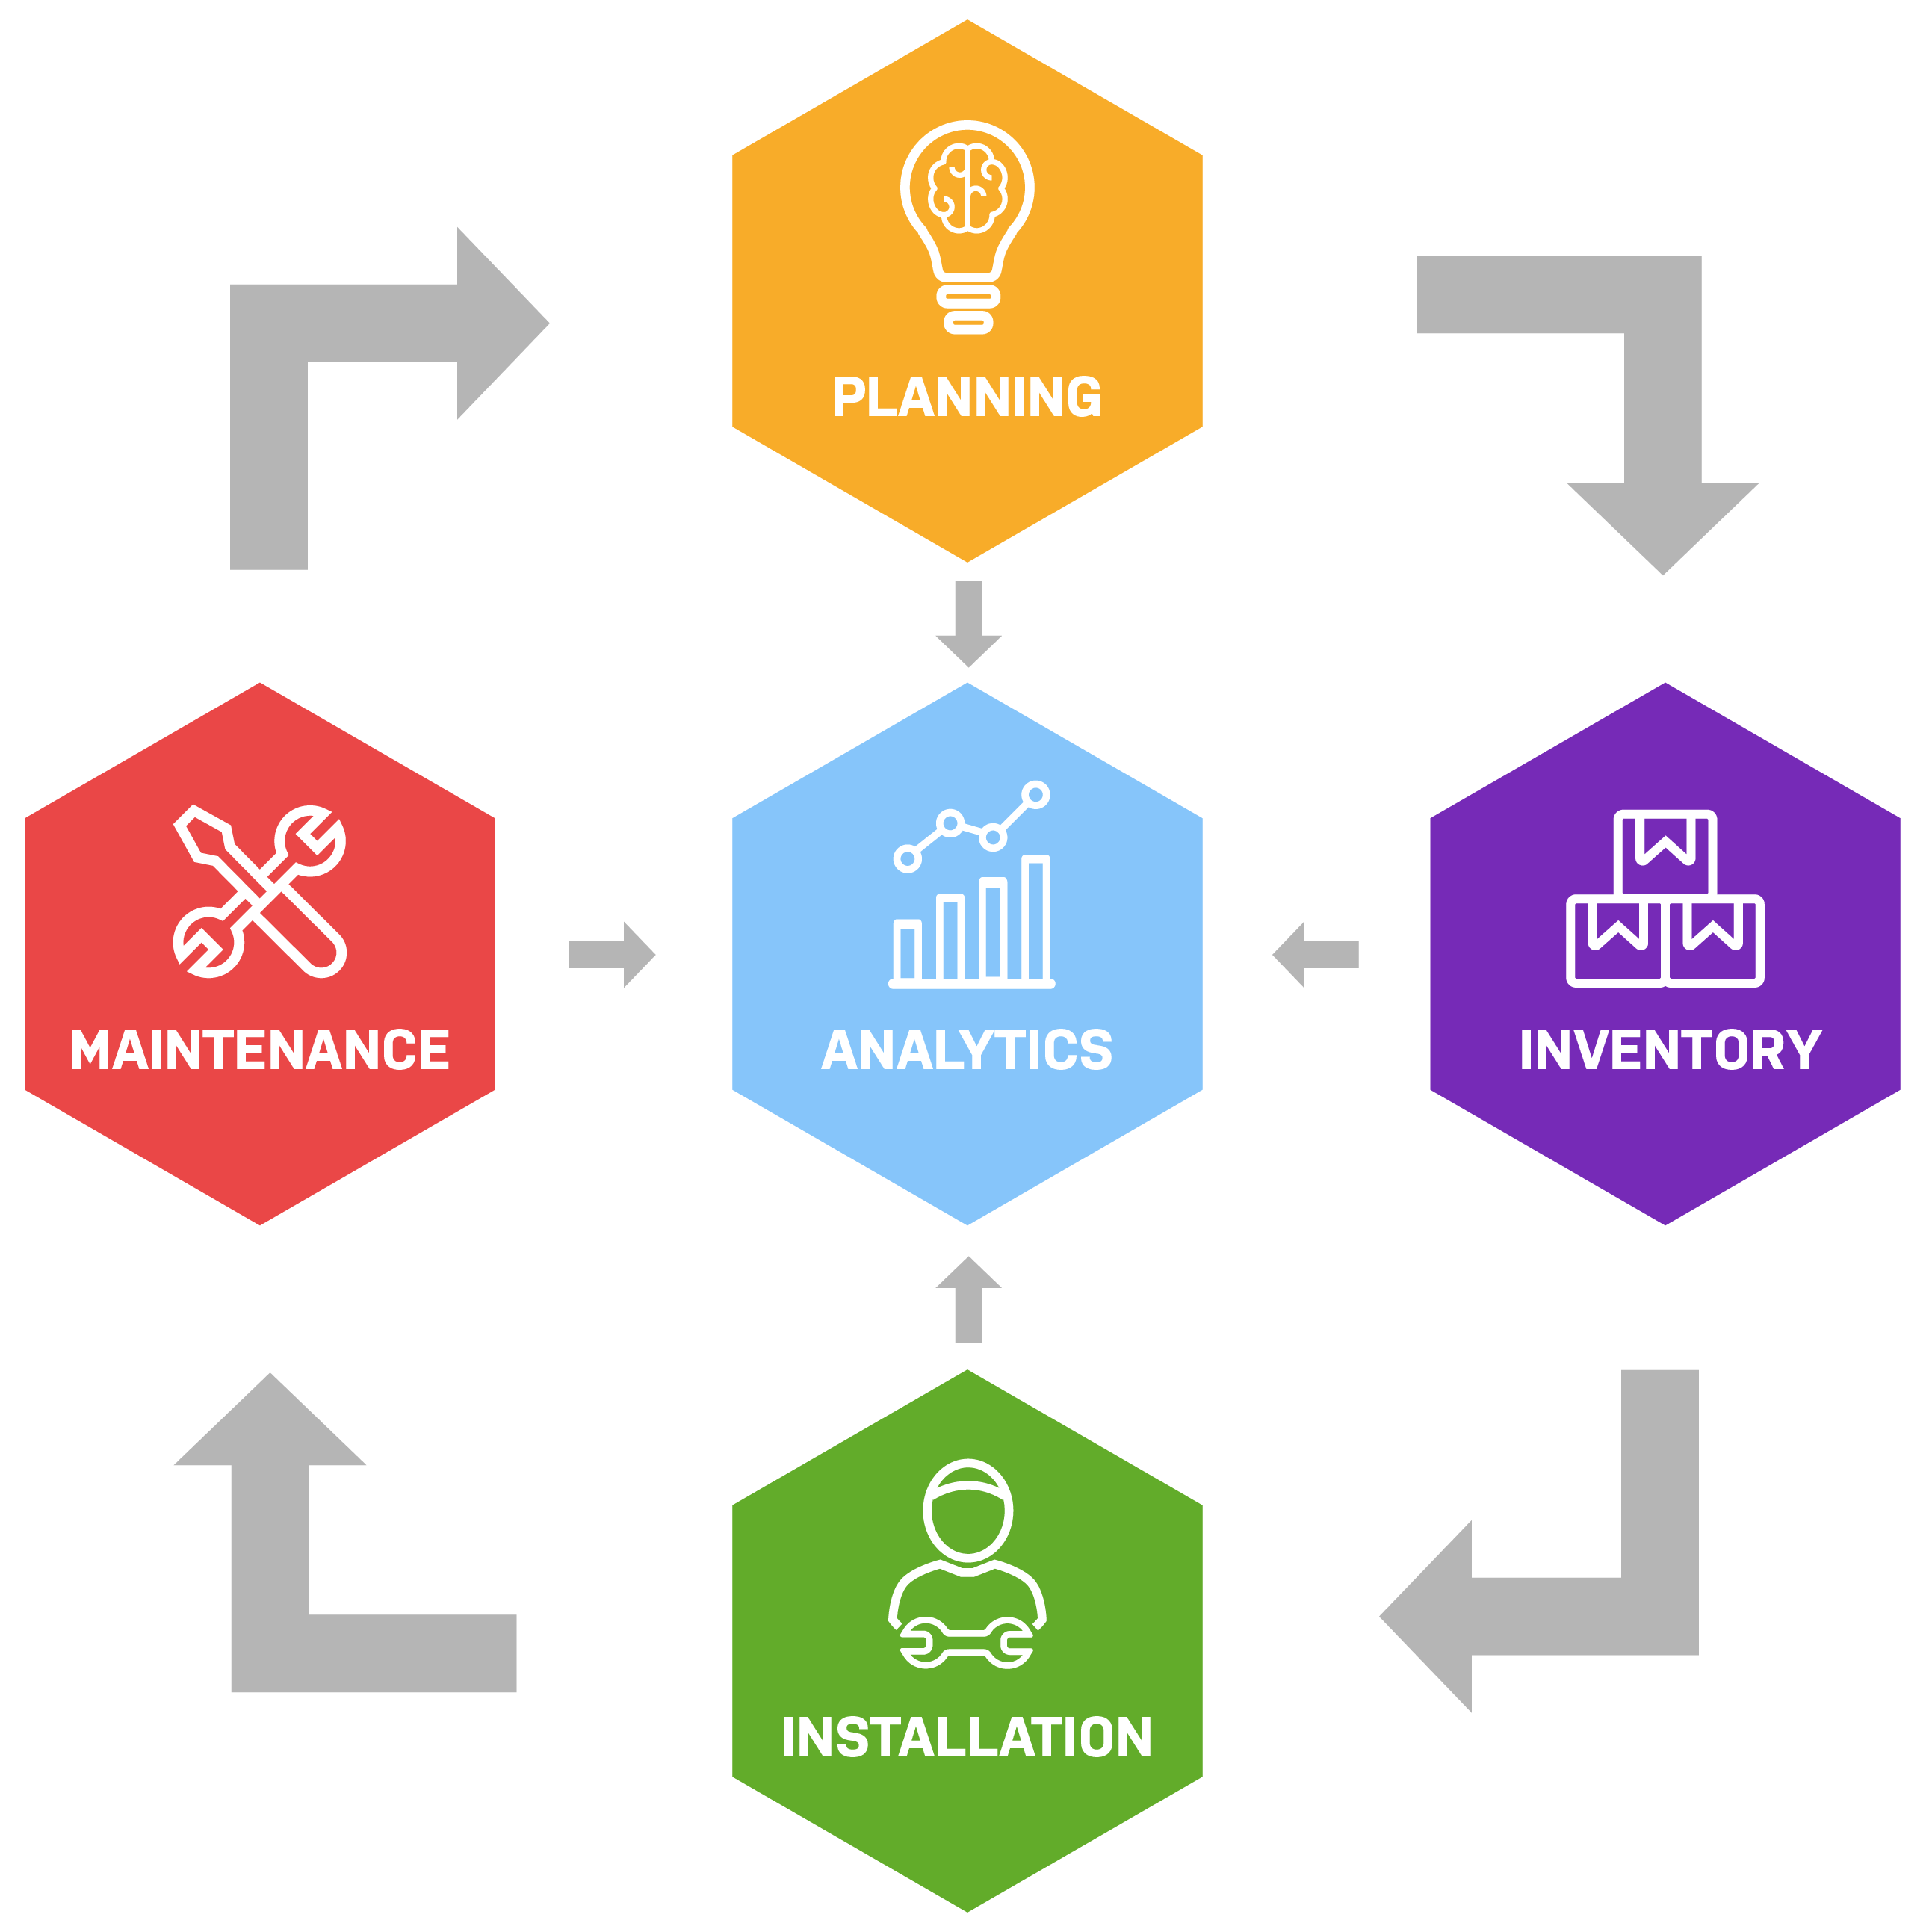 PLANNING
MAINTENANCE
ANALYTICS
INVENTORY
INSTALLATION